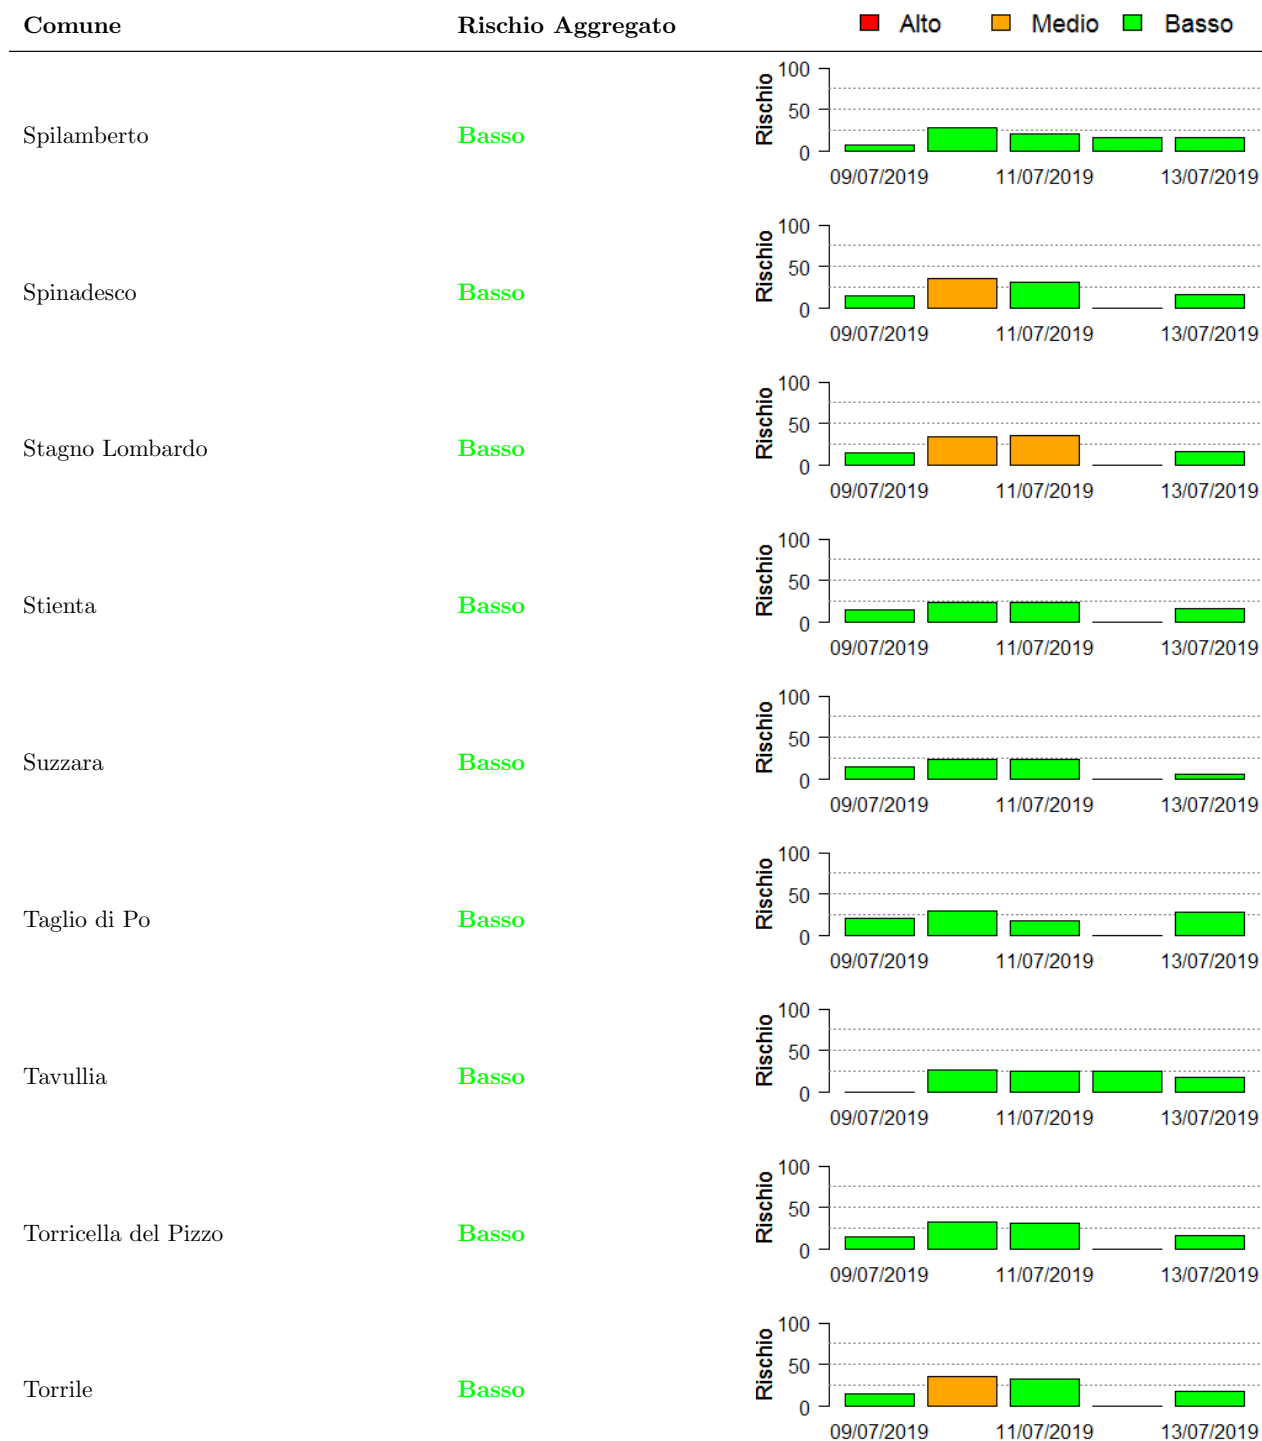 Comune Rischio Aggregato Alto Medio Basso
Spilamberto Basso Rischio 100 50 0
09/07/2019 11/07/2019 13/07/2019
Spinadesco Basso Rischio 100 50 0
09/07/2019 11/07/2019 13/07/2019
Stagno Lombardo Basso Rischio 100 50 0
09/07/2019 11/07/2019 13/07/2019
Stienta Basso Rischio 100 50 0
09/07/2019 11/07/2019 13/07/2019
Suzzara Basso Rischio 100 50 0
09/07/2019 11/07/2019 13/07/2019
Taglio di Po Basso Rischio 100 50 0
09/07/2019 11/07/2019 13/07/2019
Tavullia Basso Rischio 100 50 0
09/07/2019 11/07/2019 13/07/2019
Torricella del Pizzo Basso Rischio 100 50 0
09/07/2019 11/07/2019 13/07/2019
Torrile Basso Rischio 100 50 0
09/07/2019 11/07/2019 13/07/2019